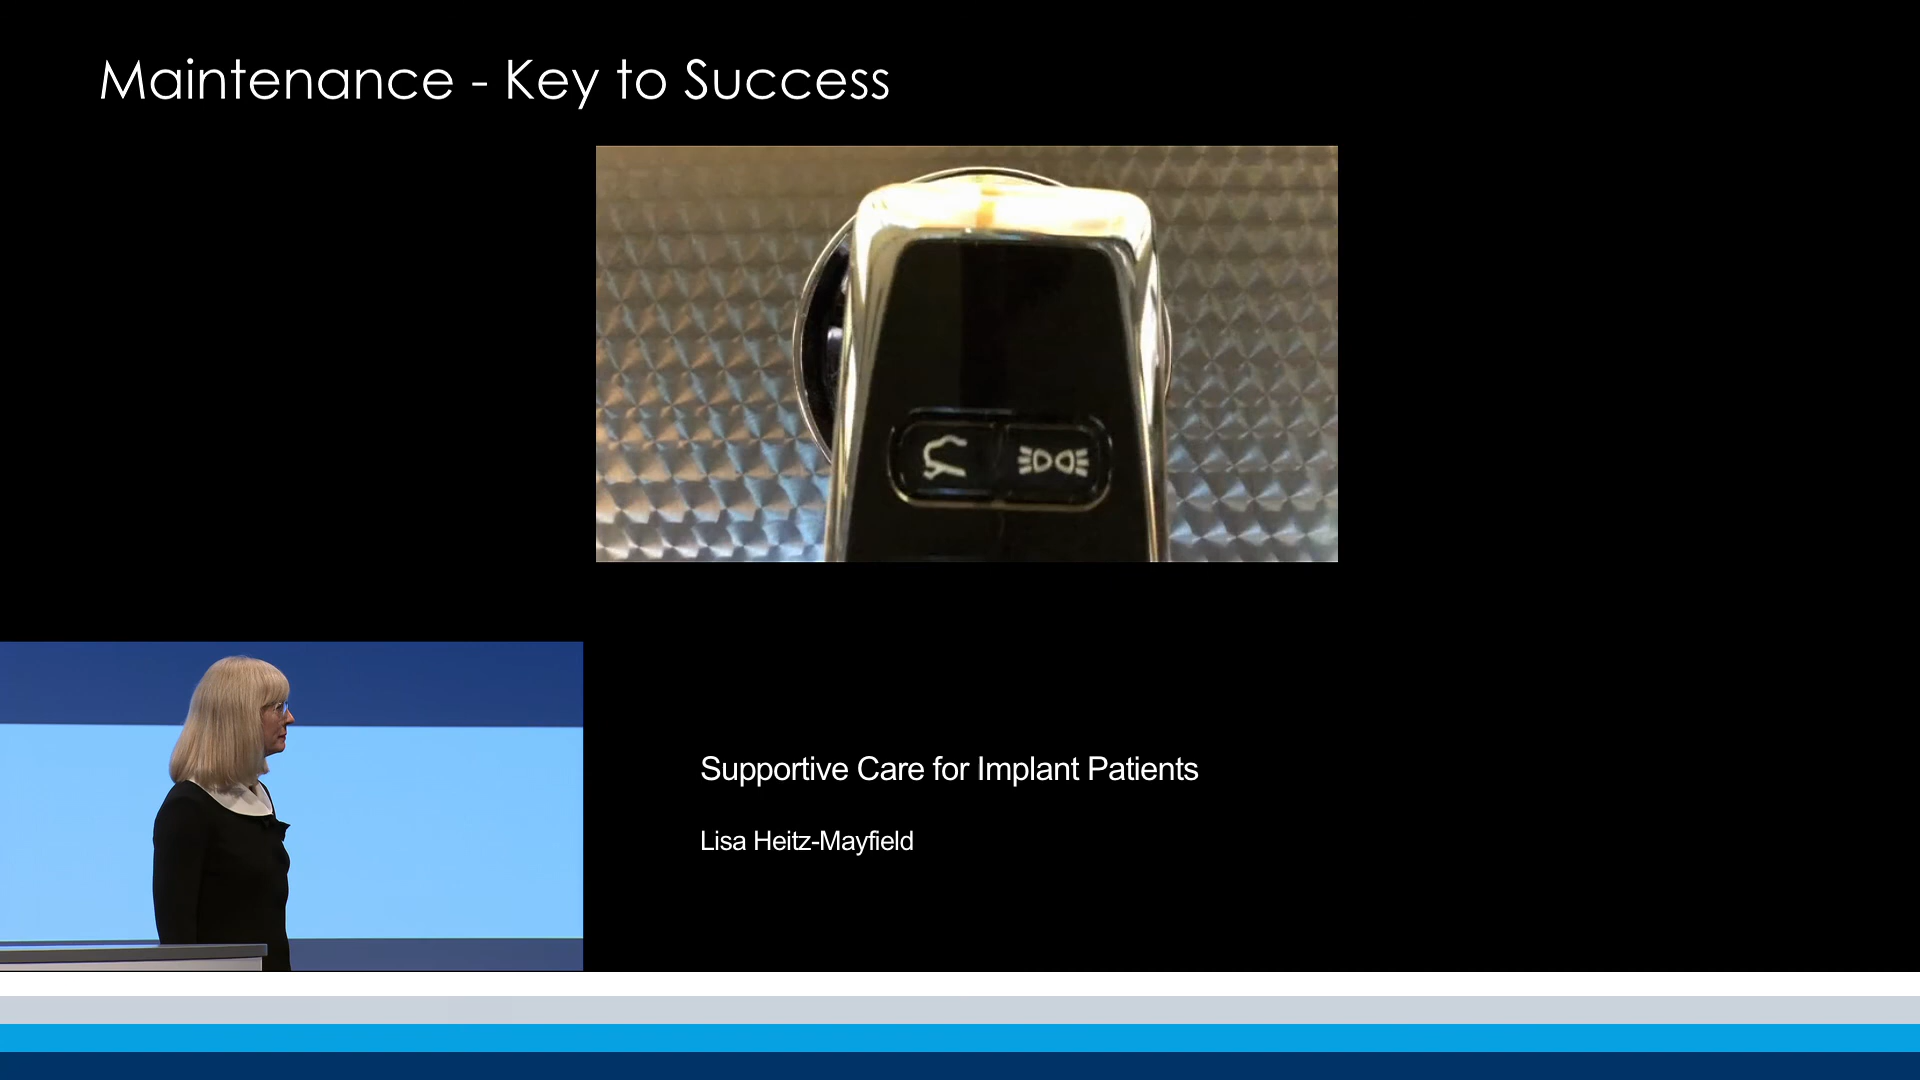 Maintenance - Key to Success
Supportive Care for Implant Patients
Lisa Heitz-Mayfield